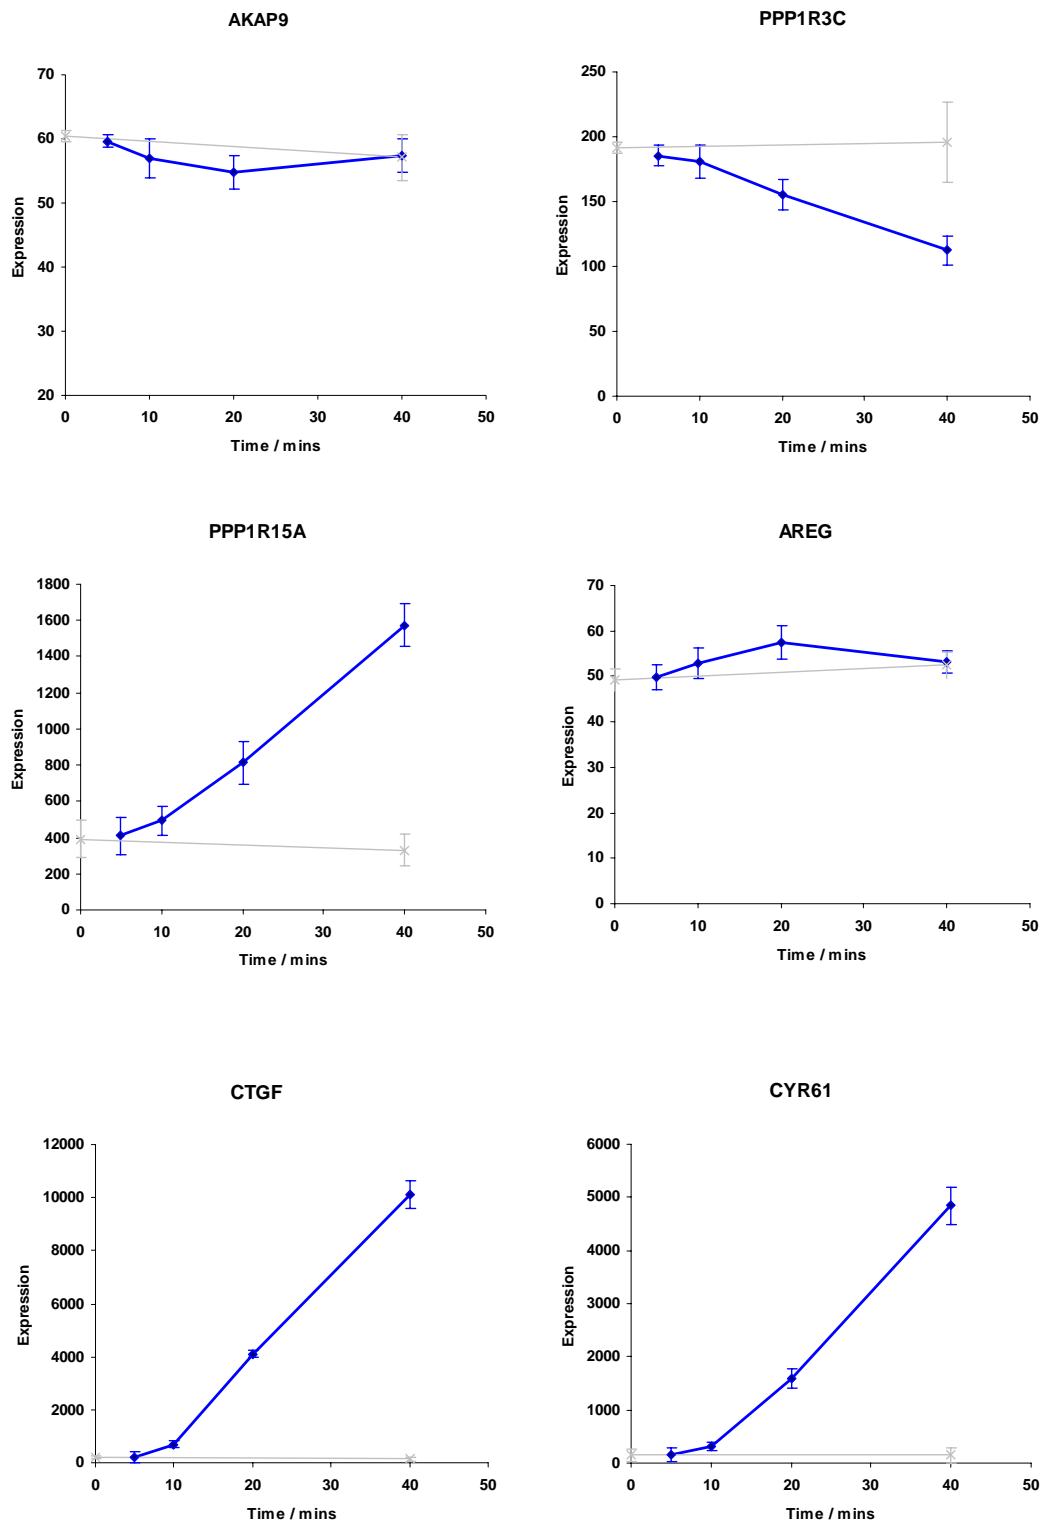 AKAP9
70
60
50
40
30
20
Expression
0 10 20 30 40 50
Time / mins
PPP1R3C
250
200
150
100
50
0
Expression
0 10 20 30 40 50
Time / mins
PPP1R15A
1800
1600
1400
1200
1000
800
600
400
200
0
Expression
0 10 20 30 40 50
Time / mins
AREG
70
60
50
40
30
20
10
0
Expression
0 10 20 30 40 50
Time / mins
CTGF
12000
10000
8000
6000
4000
2000
0
Expression
0 10 20 30 40 50
Time / mins
CYR61
6000
5000
4000
3000
2000
1000
0
Expression
0 10 20 30 40 50
Time / mins